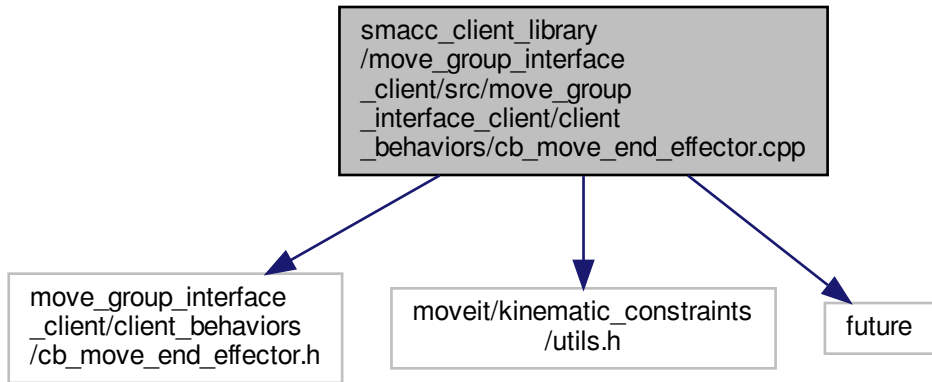 smacc_client_library
/move_group_interface
_client/src/move_group
_interface_client/client
_behaviors/cb_move_end_effector.cpp
move_group_interface
_client/client_behaviors
/cb_move_end_effector.h
moveit/kinematic_constraints
/utils.h
future